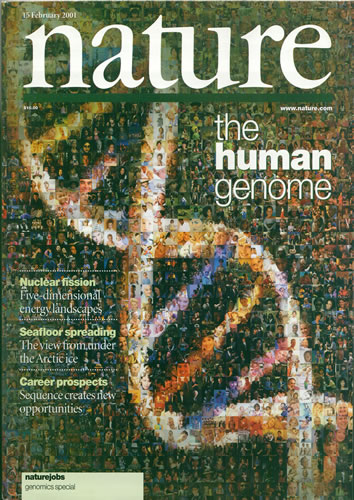 15 February 2001
nature
$10.00
www.nature.com
the
human
genome
Nuclear fission
Five-dimensional
energy landscapes
Seafloor spreading
The view from under
the Arctic ice
Career prospects
Sequence creates new
opportunities
naturejobs
genomics special